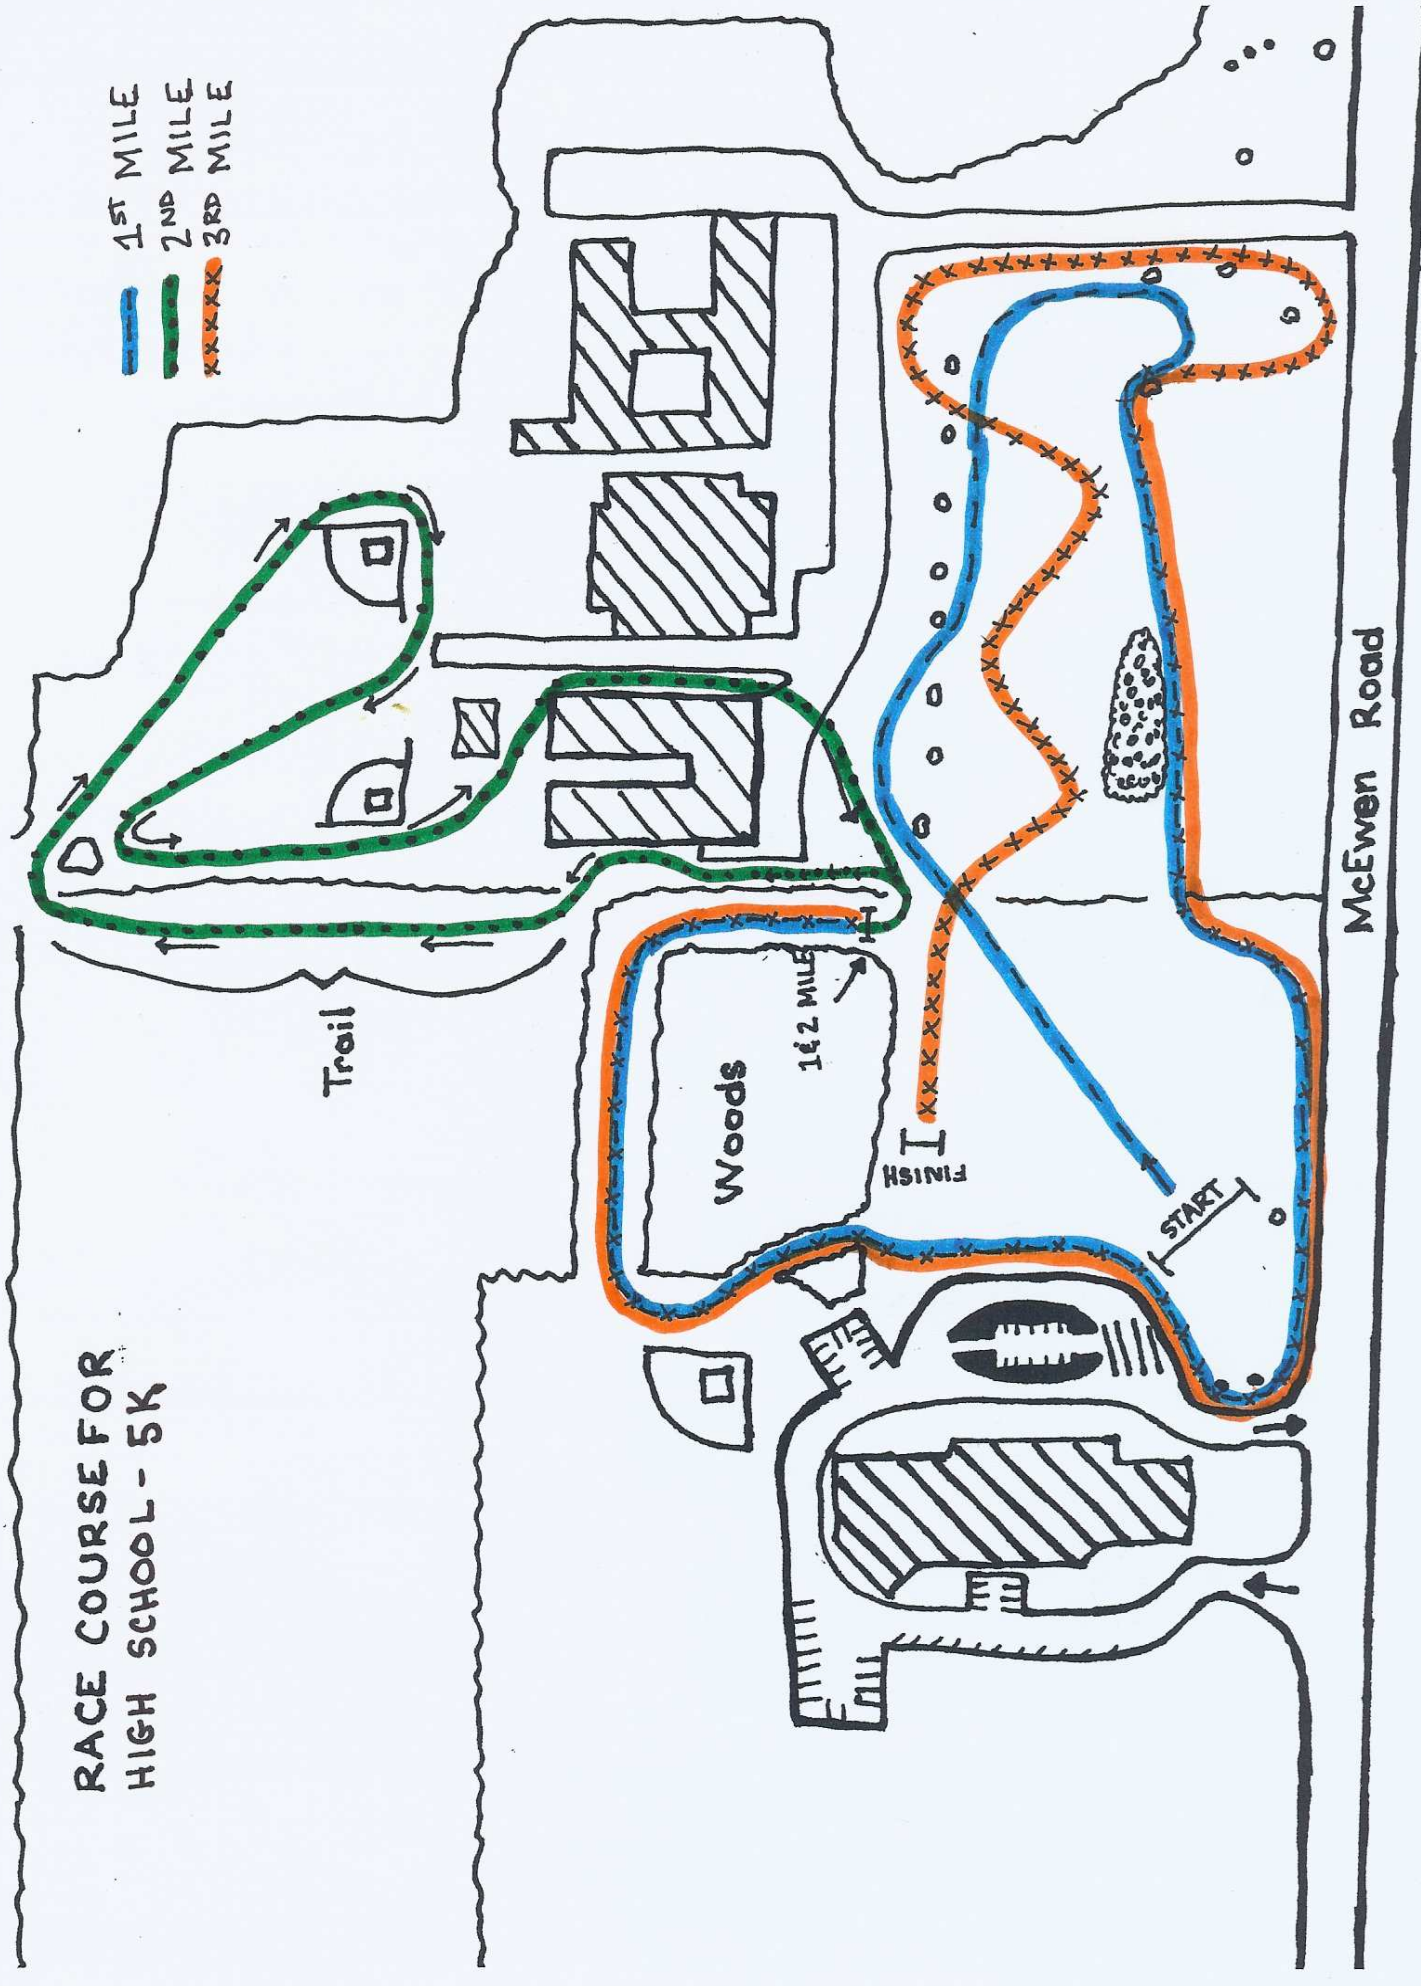 RACE COURSE FOR
HIGH SCHOOL - 5K
1ST MILE
2ND MILE
3RD MILE
Trail
Woods
1 & 2 MILE
FINISH
START
McEwen Road